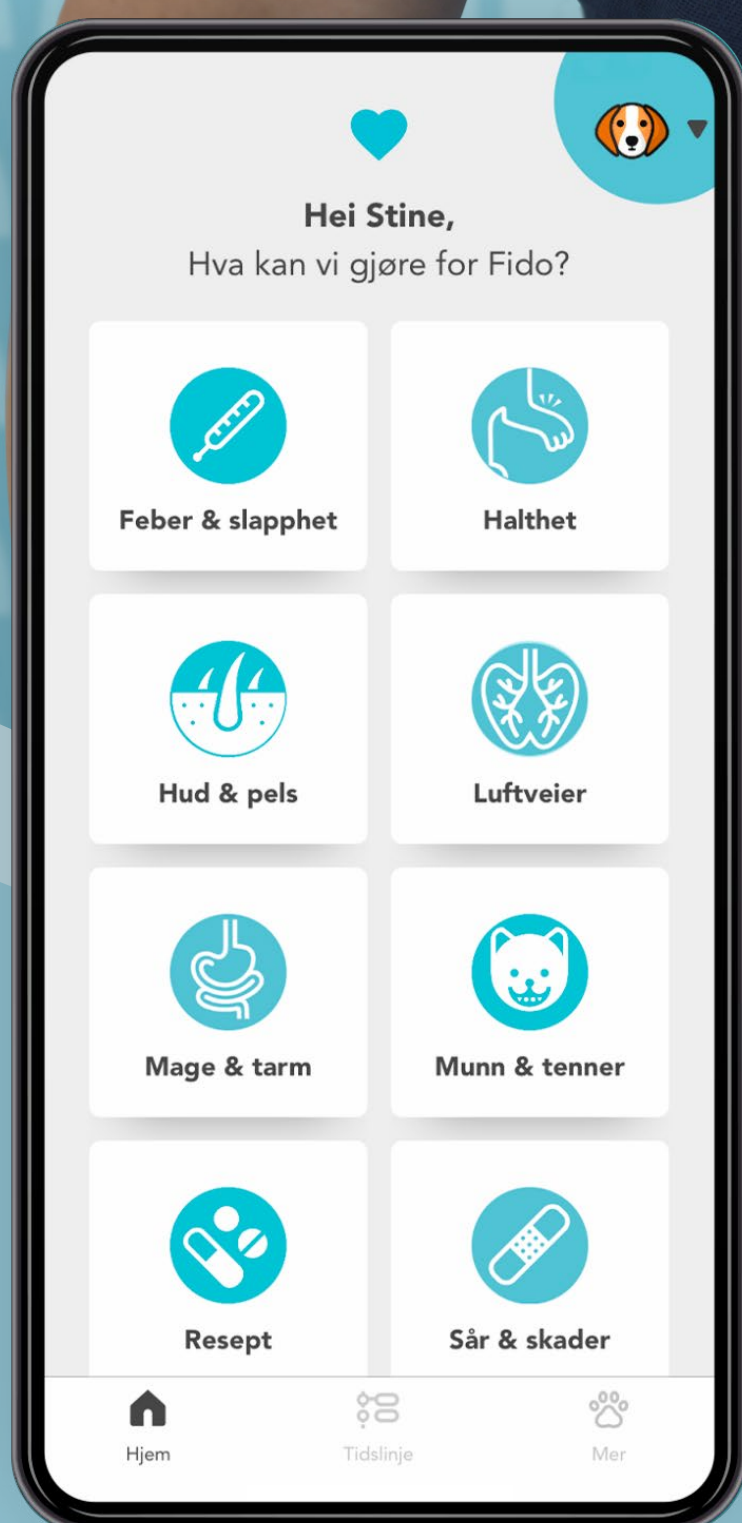 Hei Stine,
Hva kan vi gjøre for Fido?
Feber & slapphet
Halthet
Hud & pels
Luftveier
Mage & tarm
Munn & tenner
Resept
Sår & skader
Hjem
Tidslinje
Mer